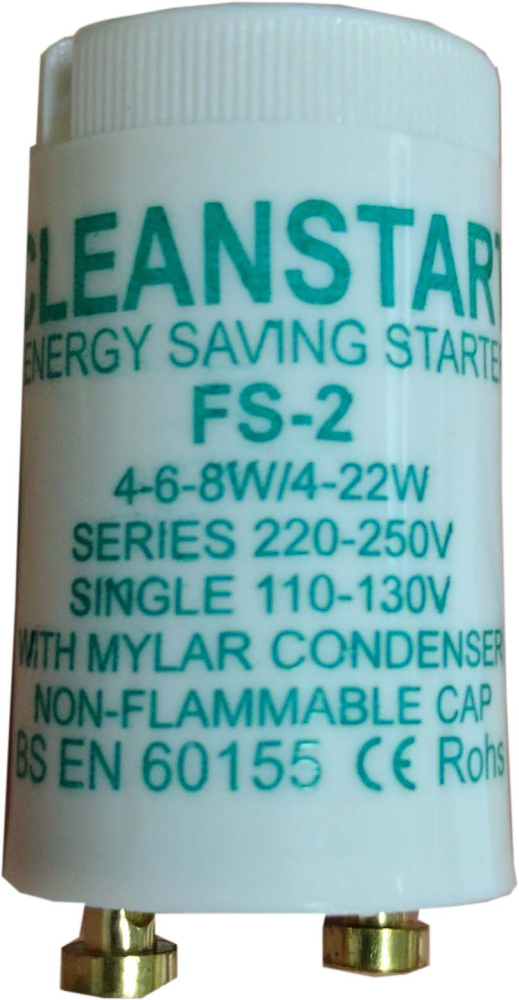 CLEANSTART
ENERGY SAVING STARTER
FS-2
4-6-8W/4-22W
SERIES 220-250V
SINGLE 110-130V
WITH MYLAR CONDENSER
NON-FLAMMABLE CAP
BS EN 60155 CE Rohs